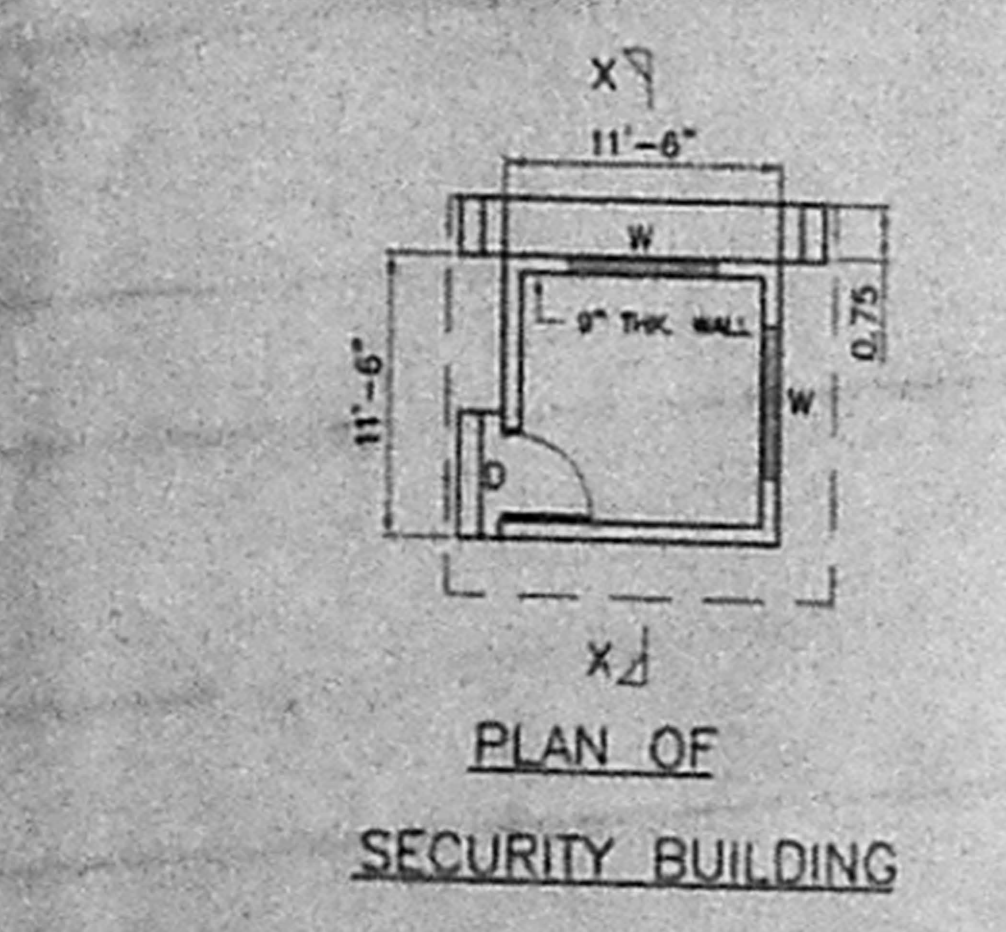 X
11'-6"
W
9" THK. WALL
0.75
11'-6"
W
D
X
PLAN OF
SECURITY BUILDING